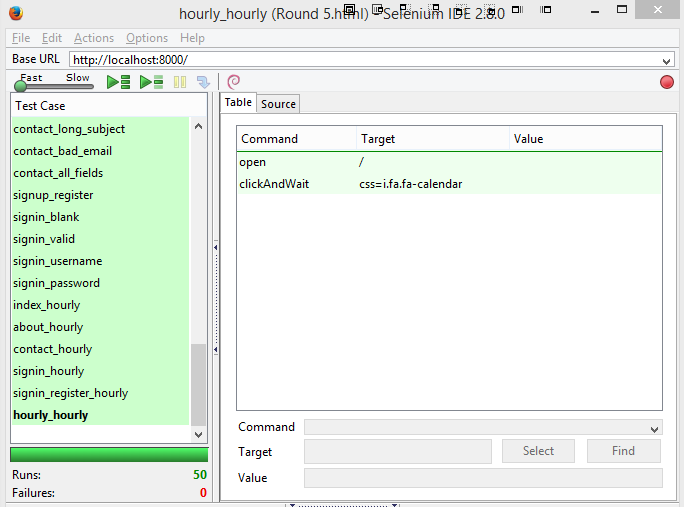 hourly_hourly (Round 5.html) - Selenium IDE 2.8.0
File Edit Actions Options Help
Base URL http://localhost:8000/
Fast Slow
Test Case
contact_long_subject
contact_bad_email
contact_all_fields
signup_register
signin_blank
signin_valid
signin_username
signin_password
index_hourly
about_hourly
contact_hourly
signin_hourly
signin_register_hourly
hourly_hourly
Runs: 50
Failures: 0
Table Source
Command Target Value
open /
clickAndWait css=i.fa.fa-calendar
Command
Target Select Find
Value